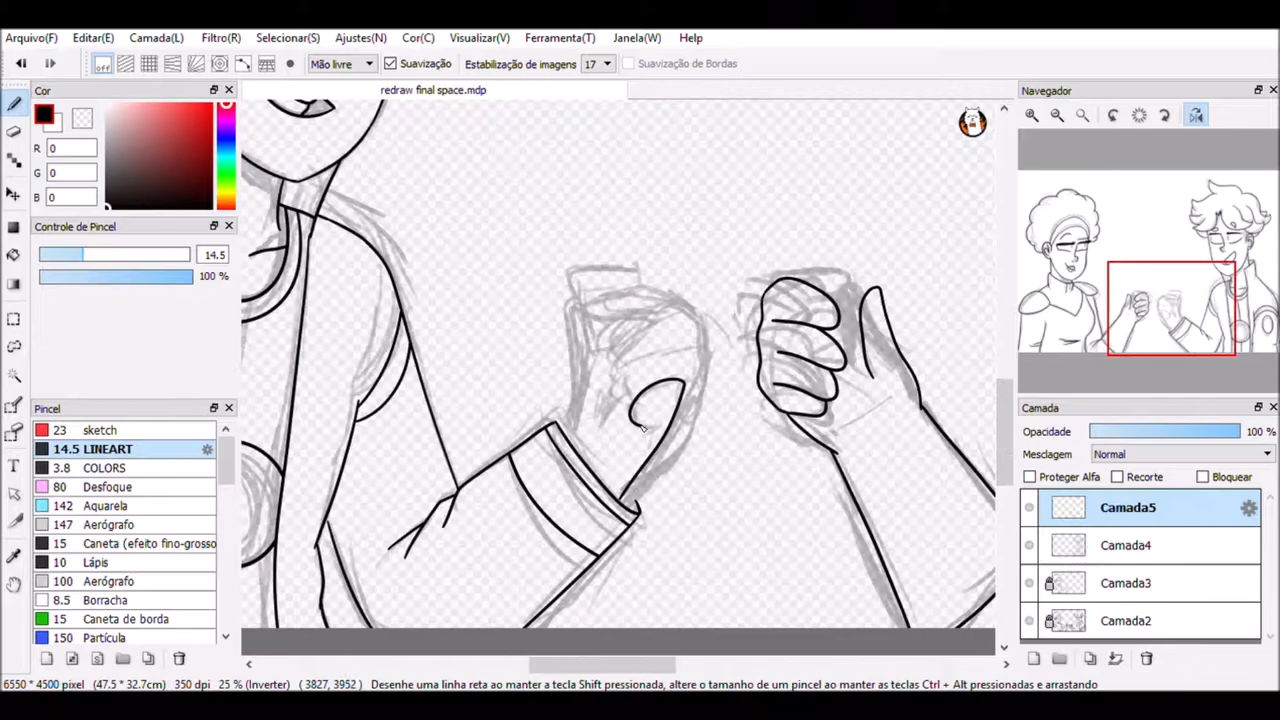 Arquivo(F) Editar(E) Camada(L) Filtro(R) Selecionar(S) Ajustes(N) Cor(C) Visualizar(V) Ferramenta(T) Janela(W) Help
off Mão livre Suavização Estabilização de imagens 17 Suavização de Bordas
Cor redraw final space.mdp Navegador
R 0
G 0
B 0
Controle de Pincel
14.5
100 %
Pincel
23 sketch
14.5 LINEART
3.8 COLORS
80 Desfoque
142 Aquarela
147 Aerógrafo
15 Caneta (efeito fino-grosso
10 Lápis
100 Aerógrafo
8.5 Borracha
15 Caneta de borda
150 Partícula
T
Camada
Opacidade 100 %
Mesclagem Normal
Proteger Alfa Recorte Bloquear
Camada5
Camada4
Camada3
Camada2
6550 * 4500 pixel (47.5 * 32.7cm) 350 dpi 25 % (Inverter) ( 3827, 3952 ) Desenhe uma linha reta ao manter a tecla Shift pressionada, altere o tamanho de um pincel ao manter as teclas Ctrl + Alt pressionadas e arrastando